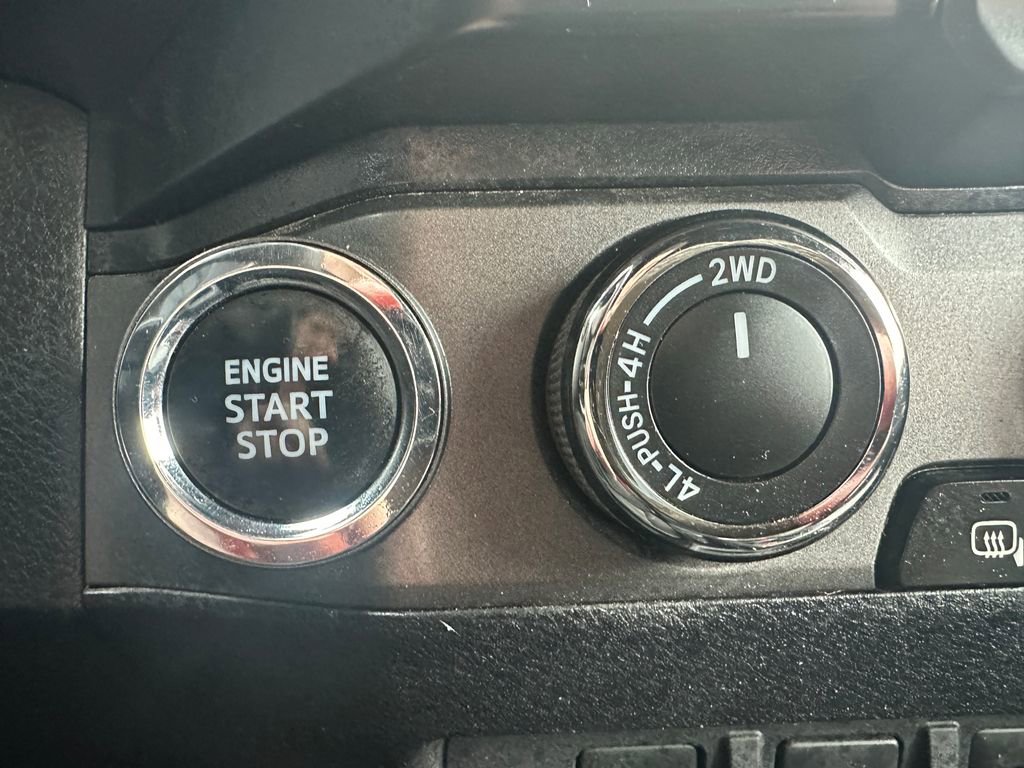 ENGINE
START
STOP
2WD
4L-PUSH-4H